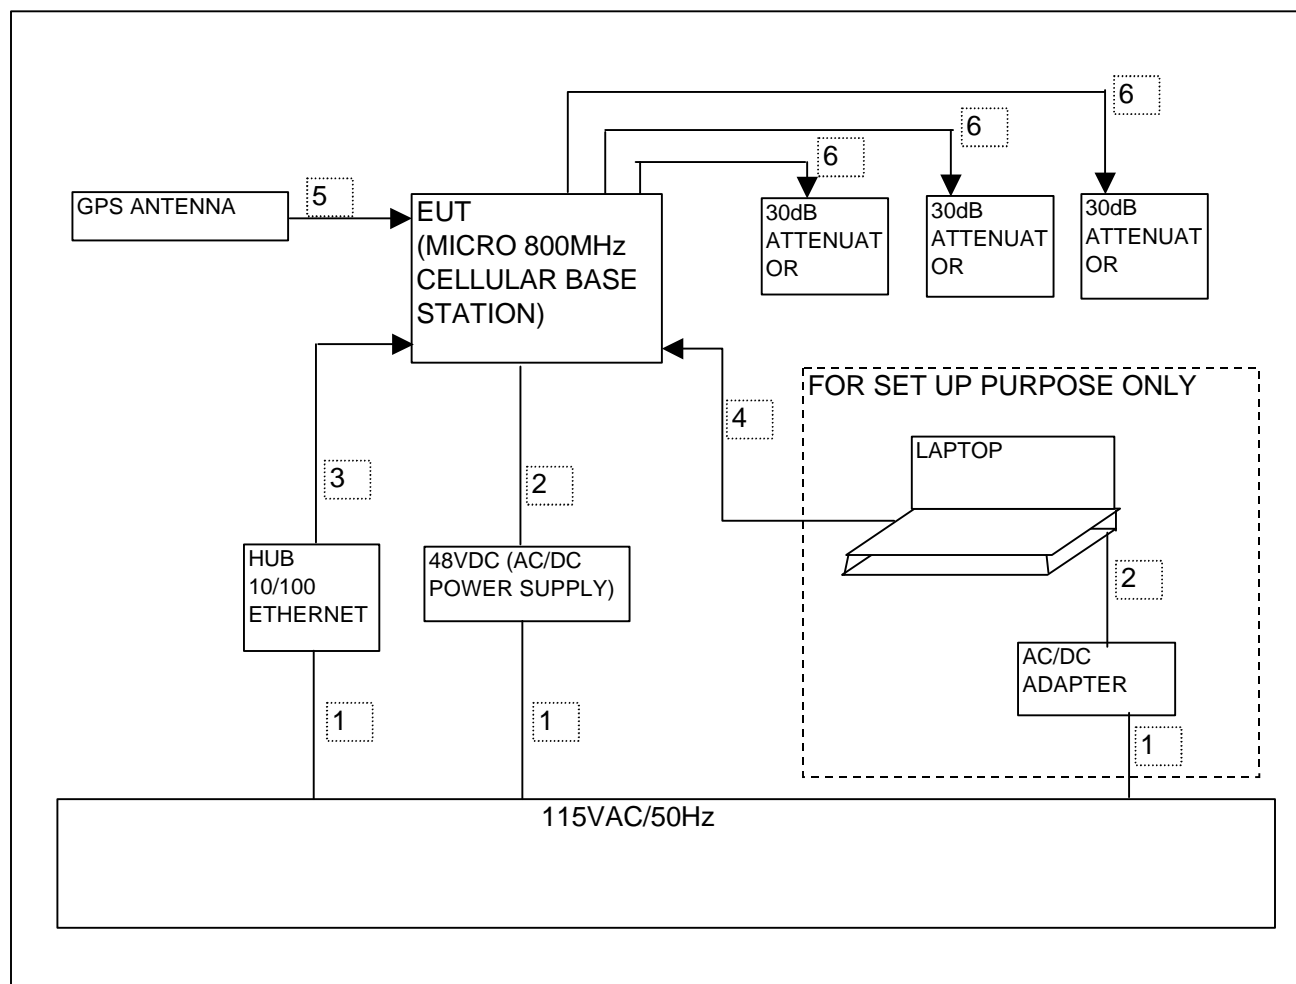 6
6
6
5
GPS ANTENNA
EUT
(MICRO 800MHz
CELLULAR BASE
STATION)
30dB
ATTENUAT
OR
30dB
ATTENUAT
OR
30dB
ATTENUAT
OR
FOR SET UP PURPOSE ONLY
4
LAPTOP
3
2
HUB
10/100
ETHERNET
48VDC (AC/DC
POWER SUPPLY)
2
AC/DC
ADAPTER
1
1
1
115VAC/50Hz